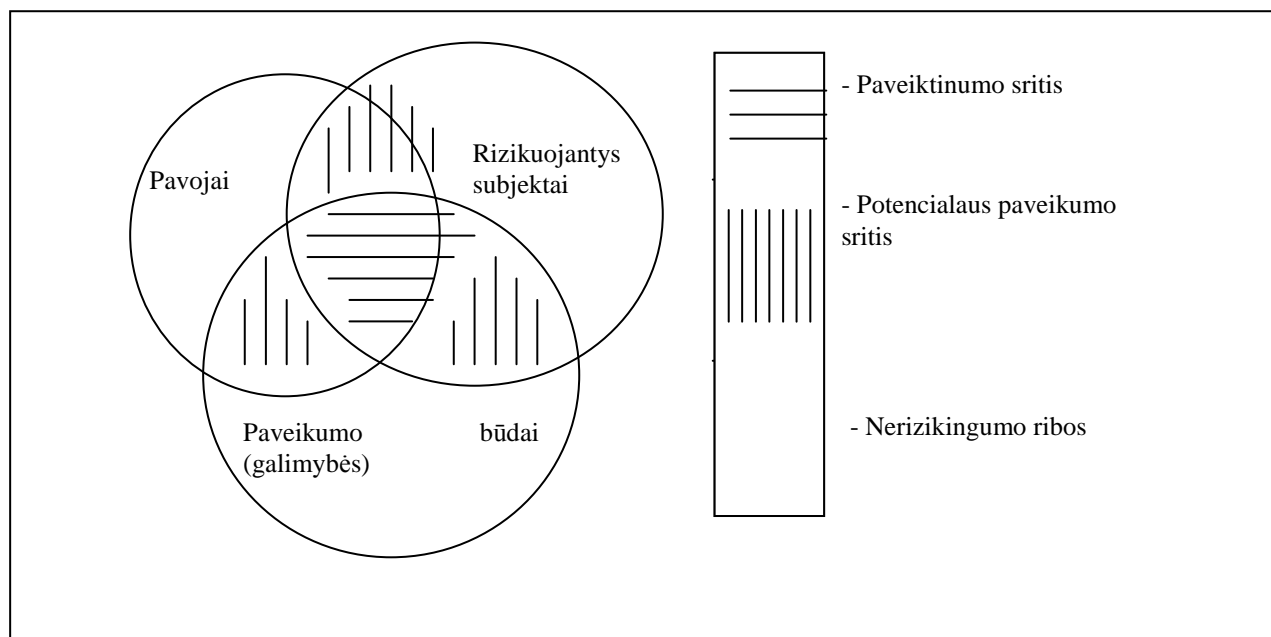 Pavojai
Rizikuojantys
subjektai
Paveikumo būdai
(galimybės)
- Paveiktinumo sritis
- Potencialaus paveikumo
sritis
- Nerizikingumo ribos